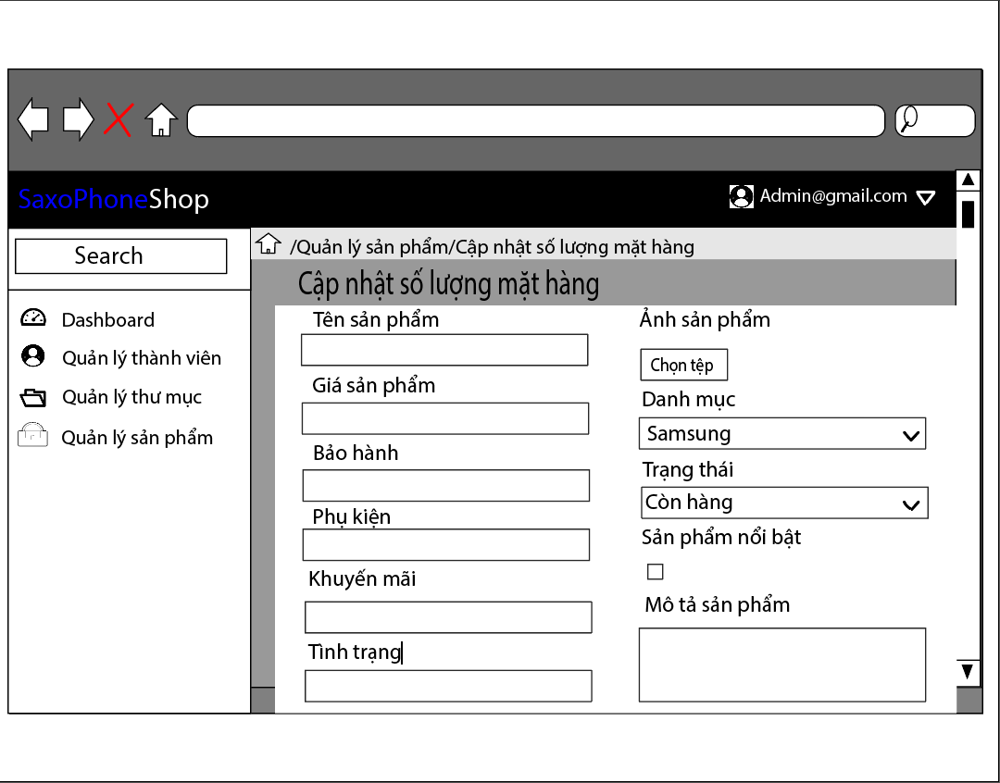 SaxoPhoneShop
Admin@gmail.com
Search
/Quản lý sản phẩm/Cập nhật số lượng mặt hàng
Cập nhật số lượng mặt hàng
Dashboard
Quản lý thành viên
Quản lý thư mục
Quản lý sản phẩm
Tên sản phẩm
Giá sản phẩm
Bảo hành
Phụ kiện
Khuyến mãi
Tình trạng
Ảnh sản phẩm
Chọn tệp
Danh mục
Samsung
Trạng thái
Còn hàng
Sản phẩm nổi bật
Mô tả sản phẩm